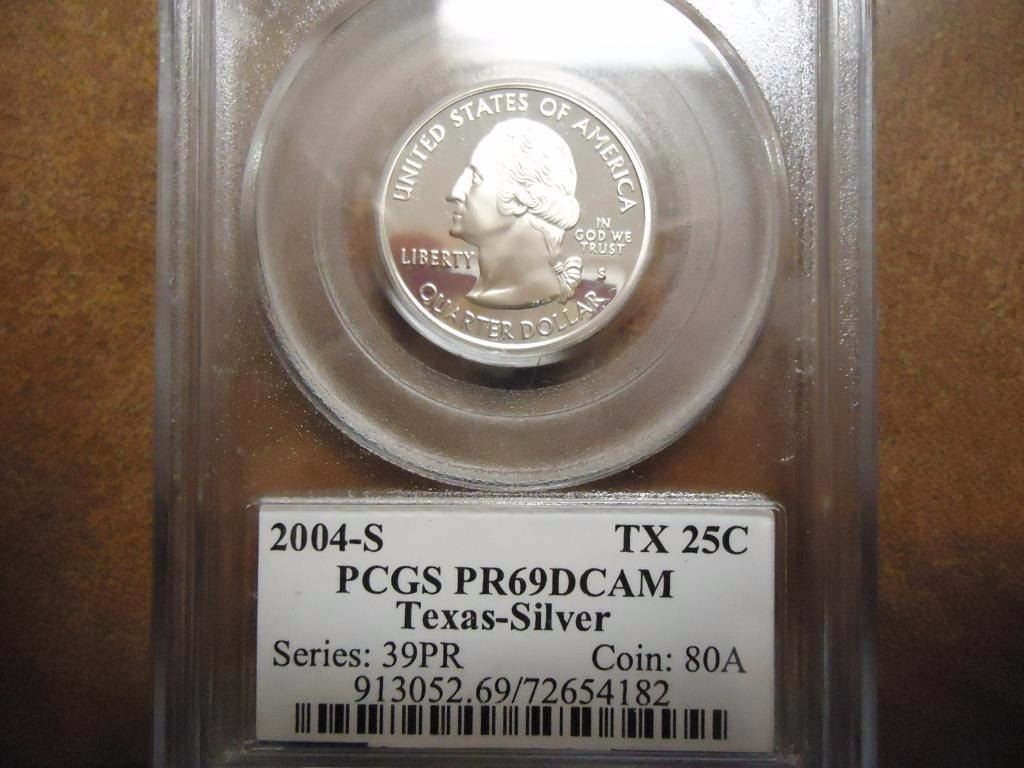 UNITED STATES OF AMERICA
LIBERTY
IN
GOD WE
TRUST
S
QUARTER DOLLAR
2004-S TX 25C
PCGS PR69DCAM
Texas-Silver
Series: 39PR Coin: 80A
913052.69/72654182